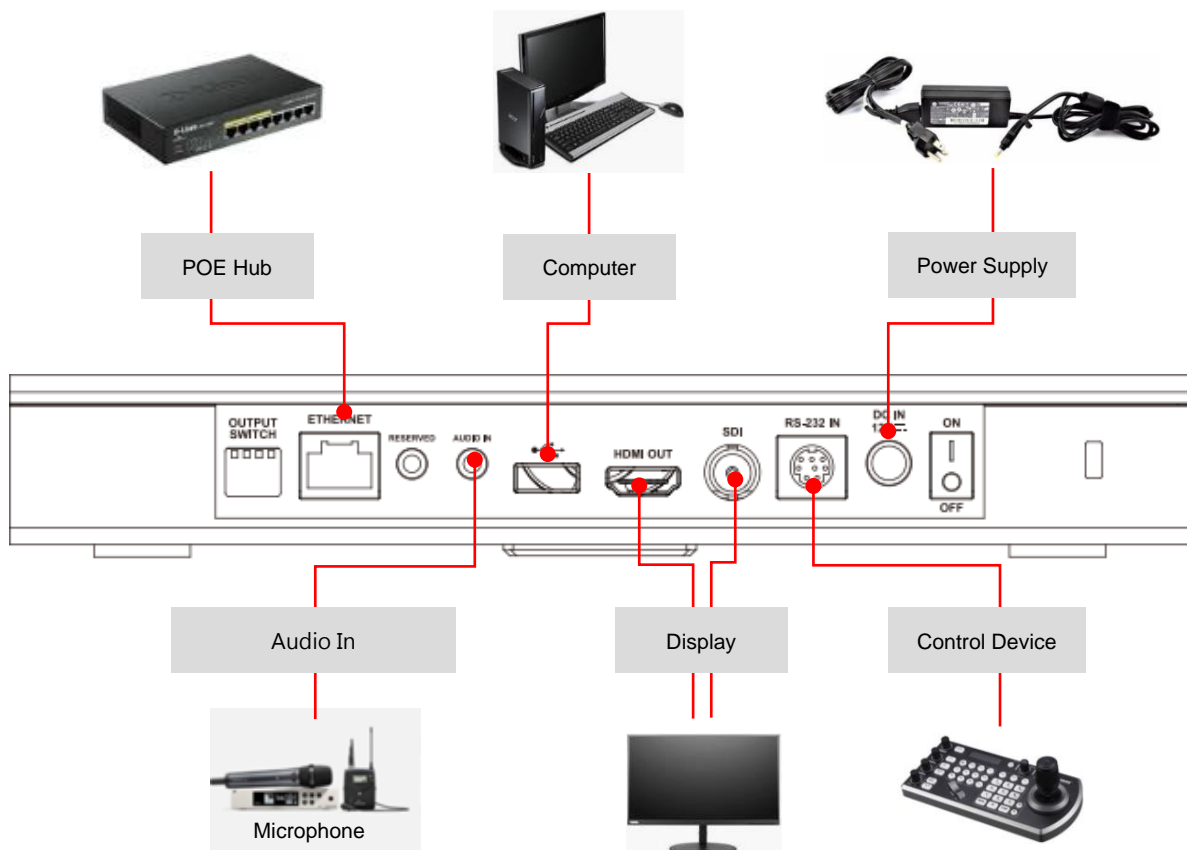 POE Hub
Computer
Power Supply
OUTPUT
SWITCH
ETHERNET
RESERVED
AUDIO IN
HDMI OUT
SDI
RS-232 IN
DC IN
ON
OFF
Audio In
Display
Control Device
Microphone